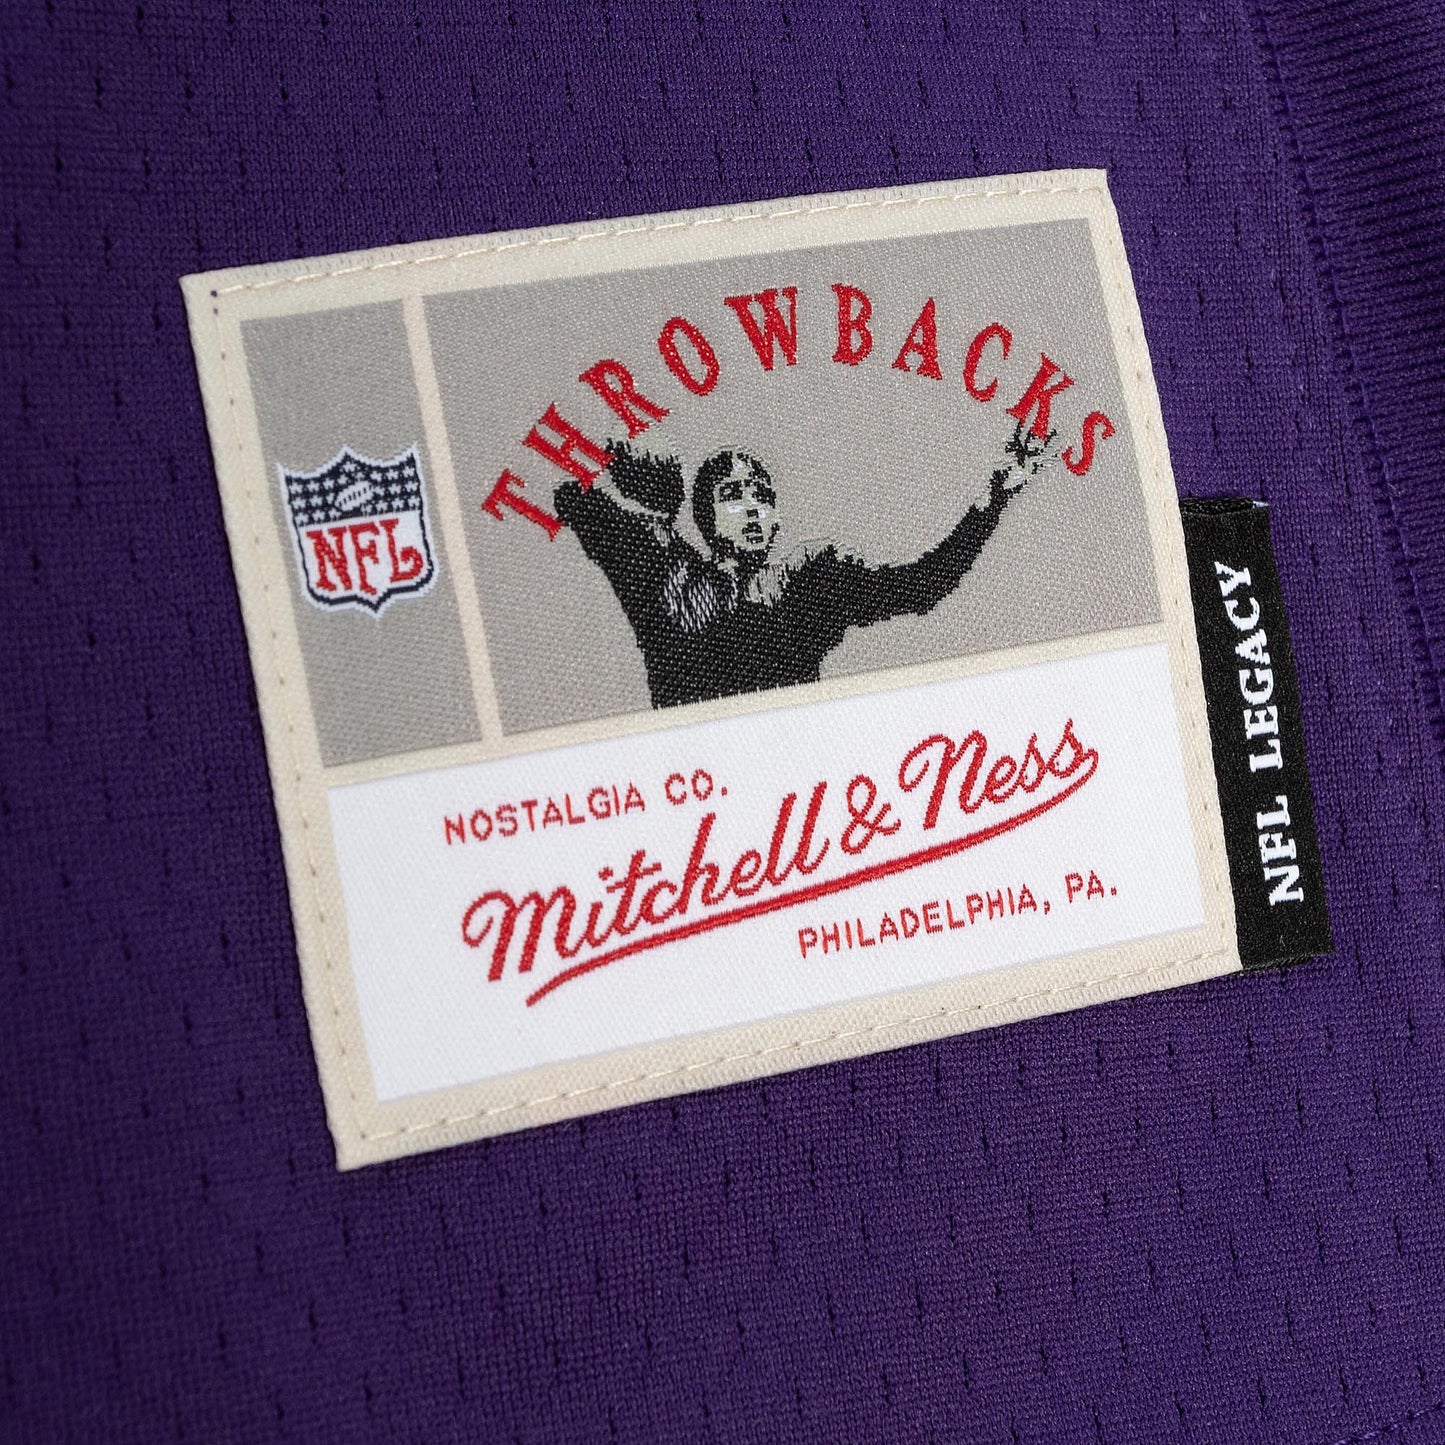 THROWBACKS
NFL
NOSTALGIA CO.
Mitchell & Ness
PHILADELPHIA, PA.
NFL LEGACY